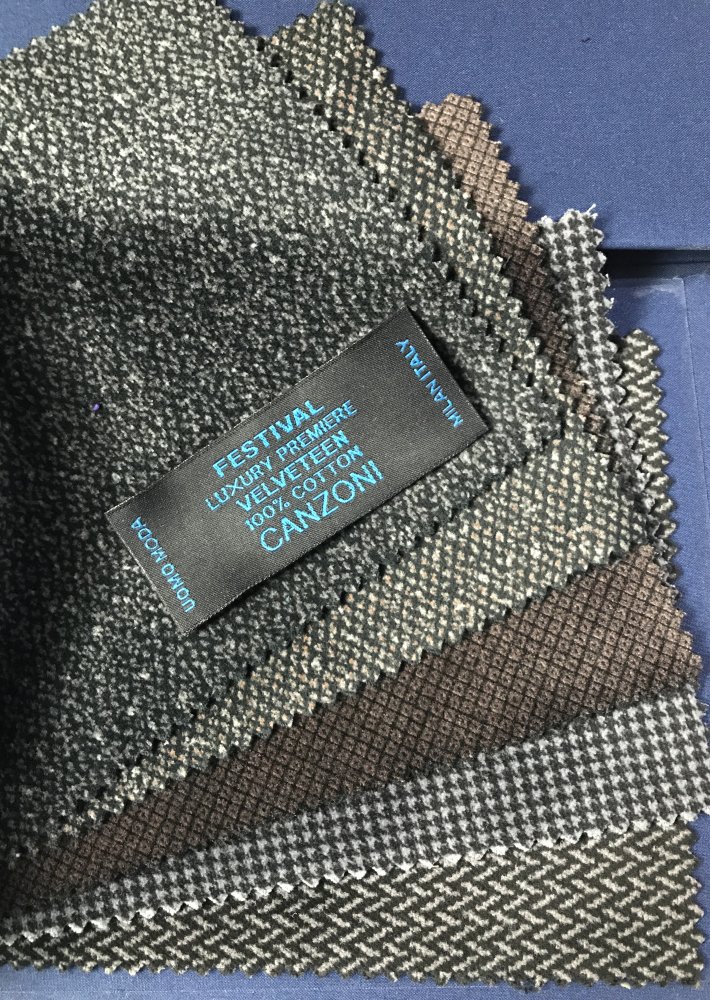 FESTIVAL
LUXURY PREMIERE
VELVETEEN
100% COTTON
CANZONI
UOMO MODA
MILAN ITALY